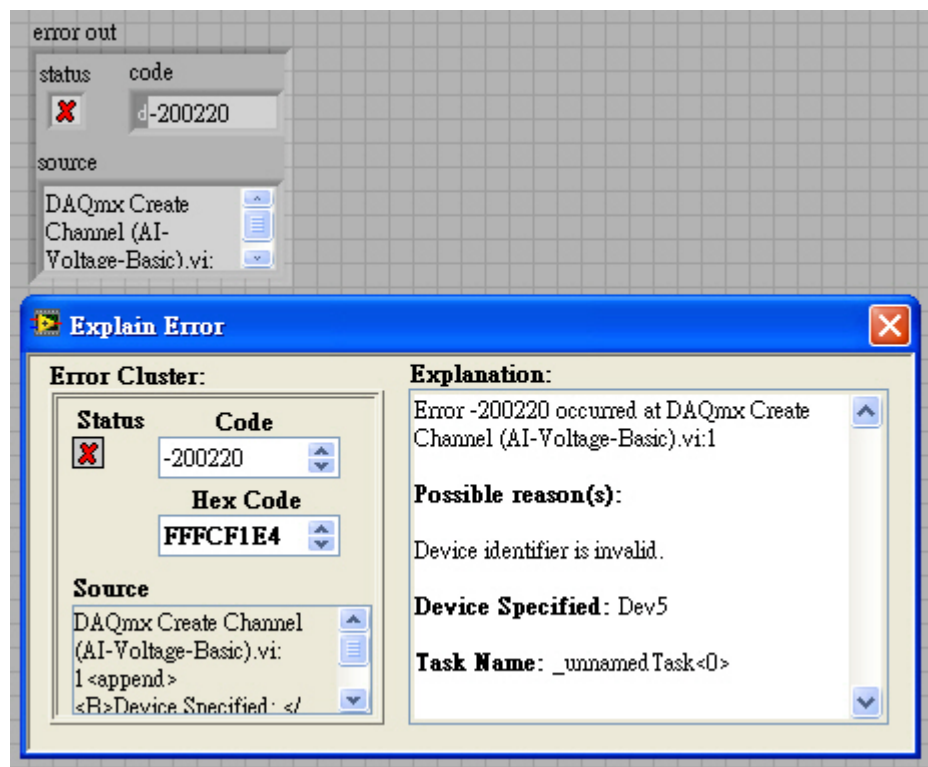 error out
status code
d -200220
source
DAQmx Create
Channel (AI-
Voltage-Basic).vi:
Explain Error
Error Cluster:
Status Code
-200220
Hex Code
FFFCF1E4
Source
DAQmx Create Channel
(AI-Voltage-Basic).vi:
1<append>
<B>Device Specified: </
Explanation:
Error -200220 occurred at DAQmx Create
Channel (AI-Voltage-Basic).vi:1
Possible reason(s):
Device identifier is invalid.
Device Specified: Dev5
Task Name: _unnamedTask<0>